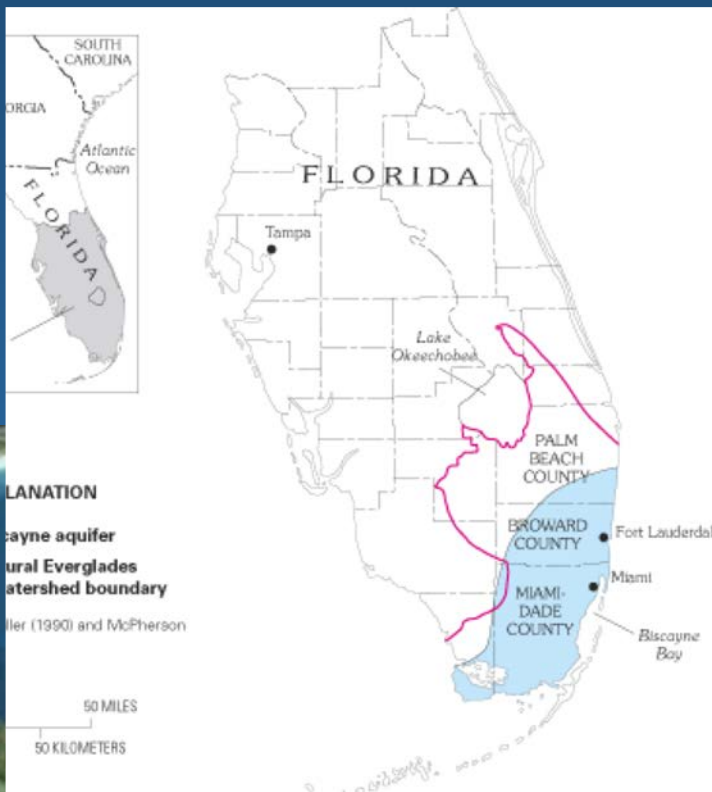 SOUTH
CAROLINA
ORGIA
Atlantic
Ocean
FLORIDA
FLORIDA
Tampa
Lake
Okeechobee
PALM
BEACH
COUNTY
BROWARD
COUNTY
Fort Lauderdal
Miami
MIAMI-
DADE
COUNTY
Biscayne
Bay
LANATION
cayne aquifer
ural Everglades
atershed boundary
ller (1990) and McPherson
50 MILES
50 KILOMETERS